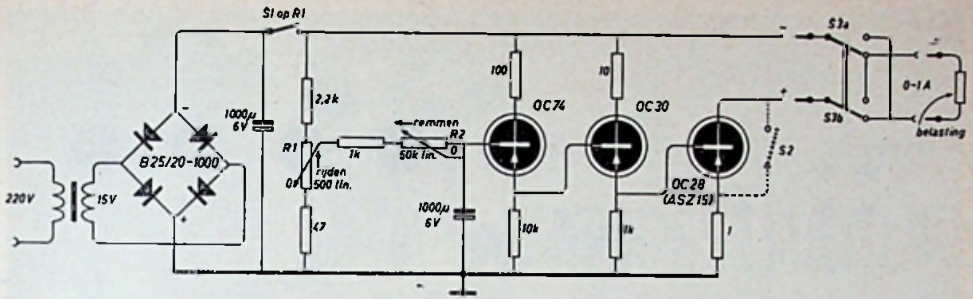 S1 op R1
1000µ
6V
2,2k
R1
rijden
500 lin.
0
47
1k
remmen
R2
50k lin.
0
1000µ
6V
100
OC74
10k
10
OC30
1k
OC28
(ASZ15)
1
S2
-
+
S3a
S3b
0-1A
belasting
220V
15V
B25/20-1000
-
+